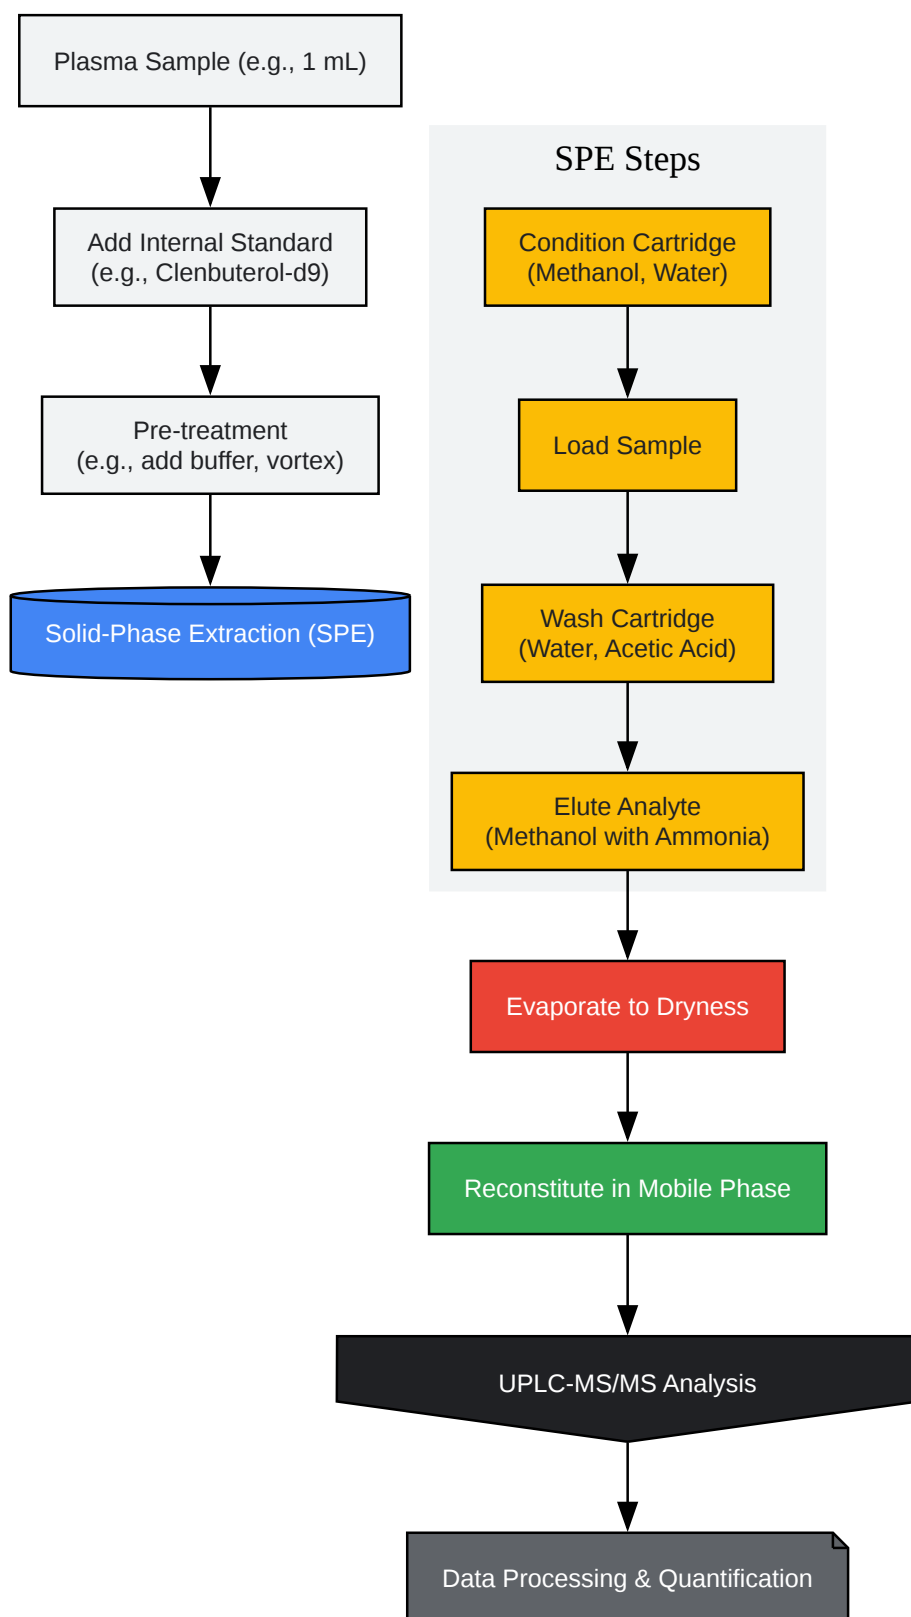 Plasma Sample (e.g., 1 mL)
Add Internal Standard
(e.g., Clenbuterol-d9)
Pre-treatment
(e.g., add buffer, vortex)
Solid-Phase Extraction (SPE)
SPE Steps
Condition Cartridge
(Methanol, Water)
Load Sample
Wash Cartridge
(Water, Acetic Acid)
Elute Analyte
(Methanol with Ammonia)
Evaporate to Dryness
Reconstitute in Mobile Phase
UPLC-MS/MS Analysis
Data Processing & Quantification